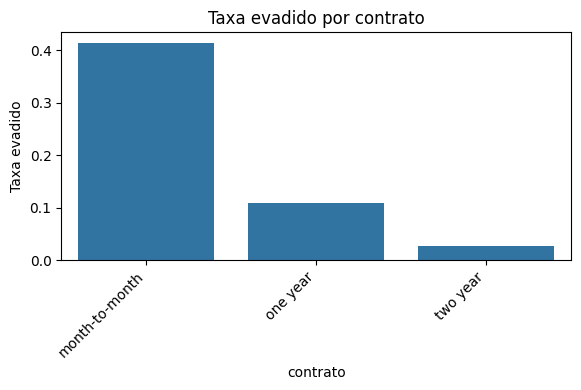 Taxa evadido por contrato
Taxa evadido
0.4
0.3
0.2
0.1
0.0
month-to-month
one year
two year
contrato